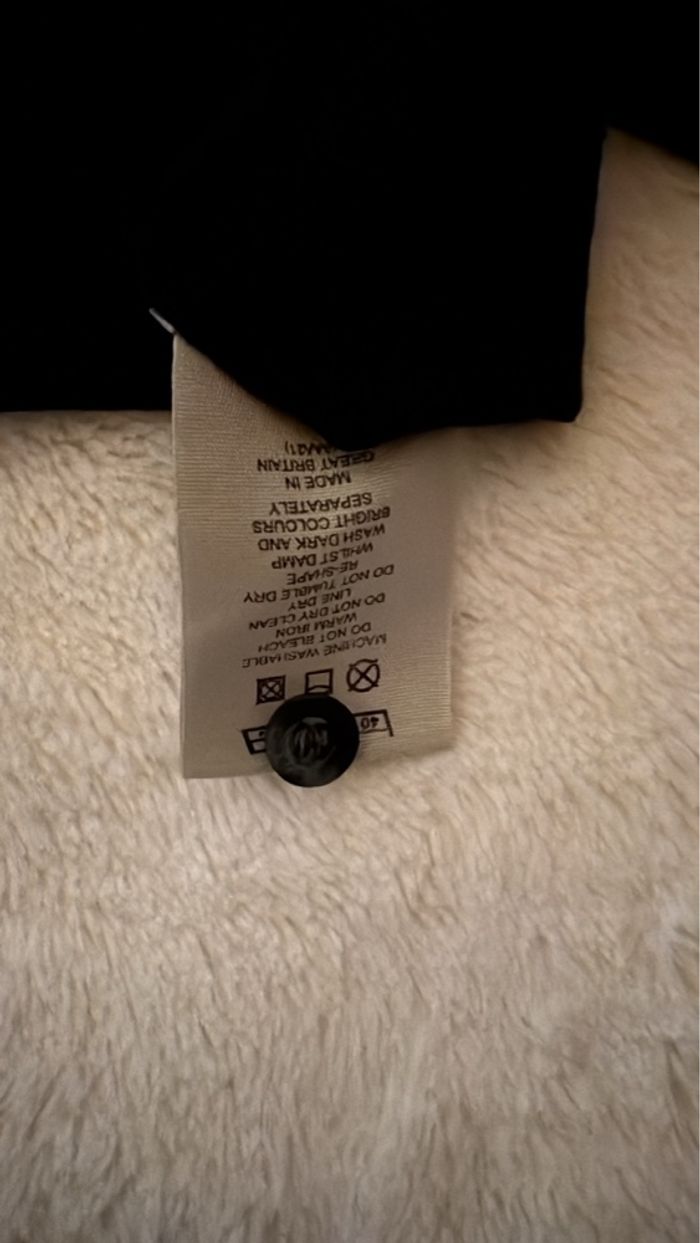 40
MACHINE WASHABLE
DO NOT BLEACH
WARM IRON
DO NOT DRY CLEAN
LINE DRY
DO NOT TUMBLE DRY
RE-SHAPE
WHILST DAMP
WASH DARK AND
BRIGHT COLOURS
SEPARATELY
MADE IN
GREAT BRITAIN